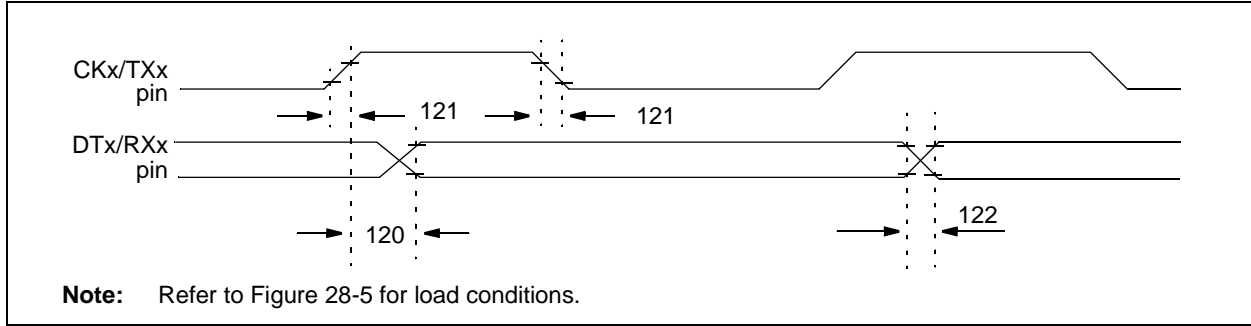 CKx/TXx
pin
121
121
DTx/RXx
pin
120
122
Note: Refer to Figure 28-5 for load conditions.